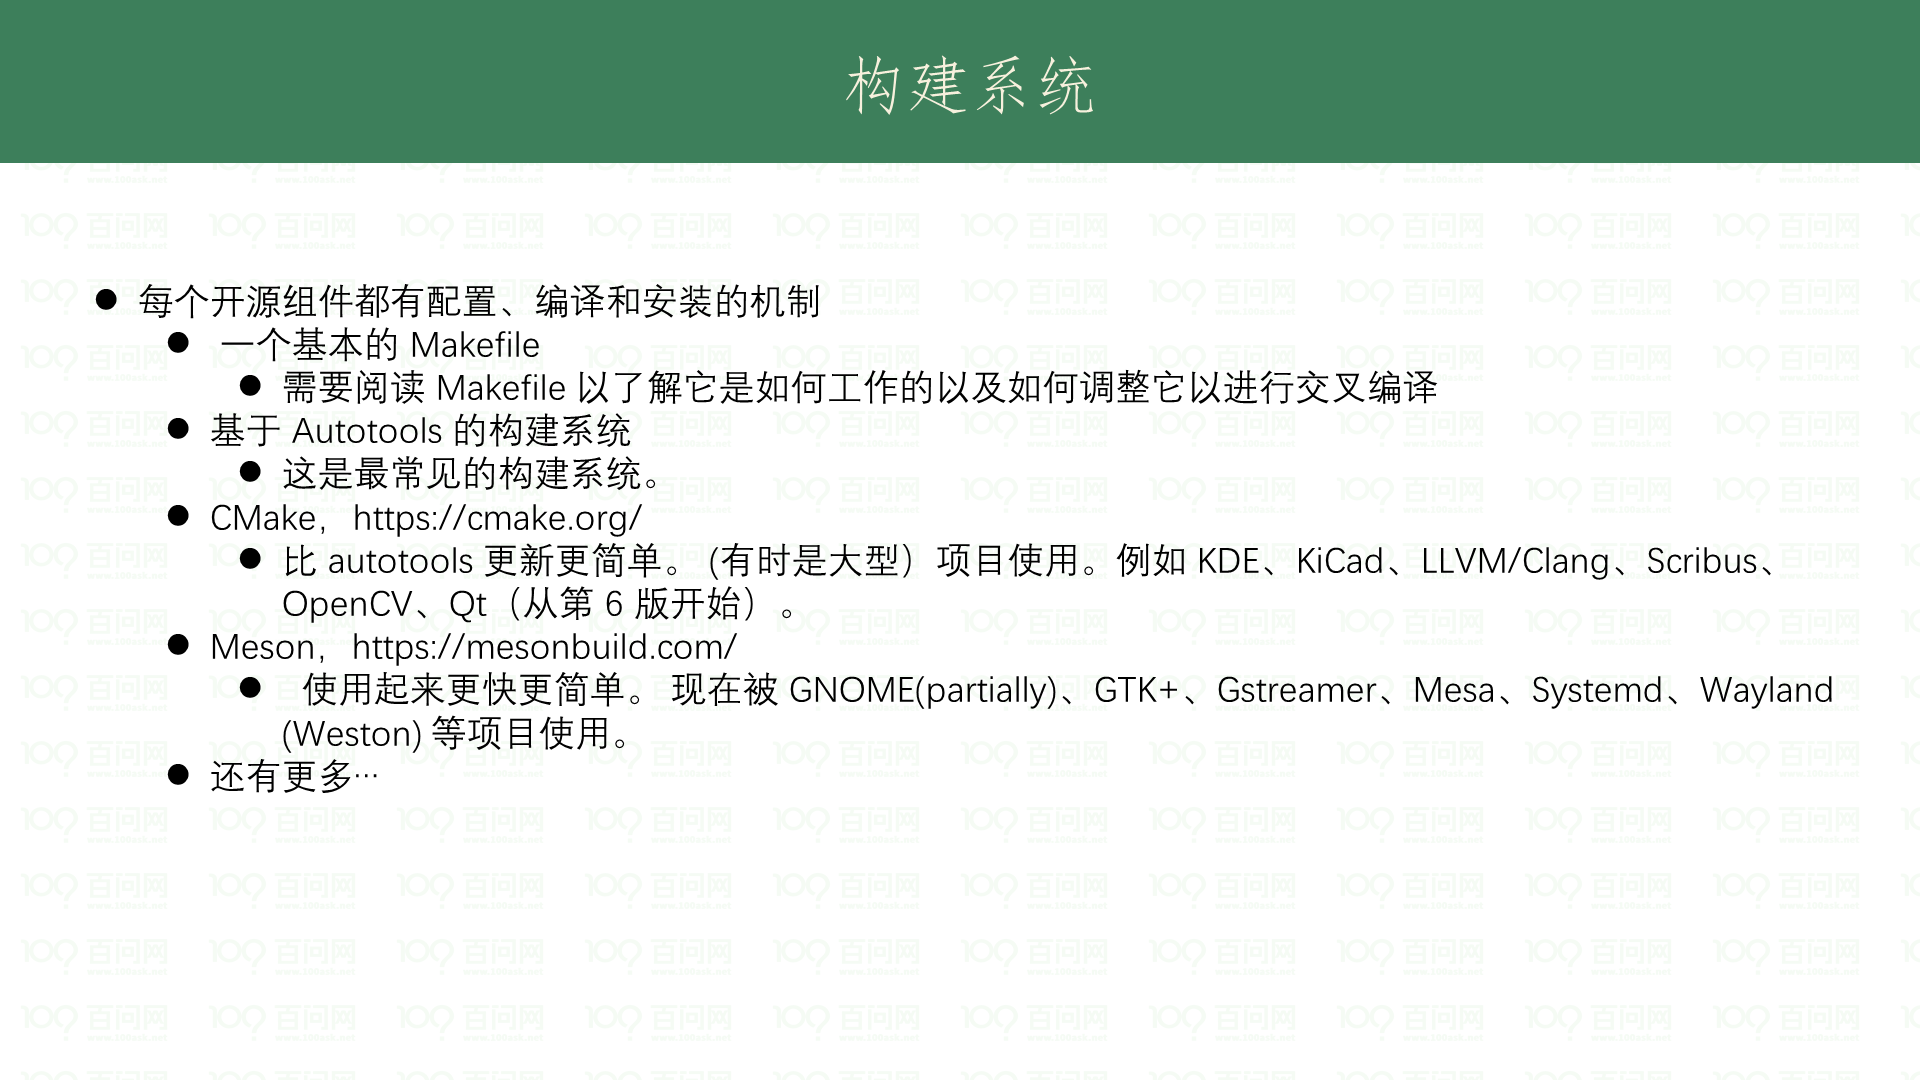 构建系统
每个开源组件都有配置、编译和安装的机制
一个基本的 Makefile
需要阅读 Makefile 以了解它是如何工作的以及如何调整它以进行交叉编译
基于 Autotools 的构建系统
这是最常见的构建系统。
CMake，https://cmake.org/
比 autotools 更新更简单。 (有时是大型）项目使用。例如 KDE、KiCad、LLVM/Clang、Scribus、
OpenCV、Qt（从第 6 版开始）。
Meson，https://mesonbuild.com/
使用起来更快更简单。 现在被 GNOME(partially)、GTK+、Gstreamer、Mesa、Systemd、Wayland
(Weston) 等项目使用。
还有更多…